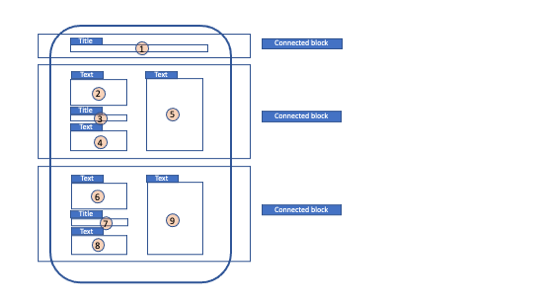 Title
1
Connected block
Text
2
Title
3
Text
4
Text
5
Connected block
Text
6
Title
7
Text
8
Text
9
Connected block